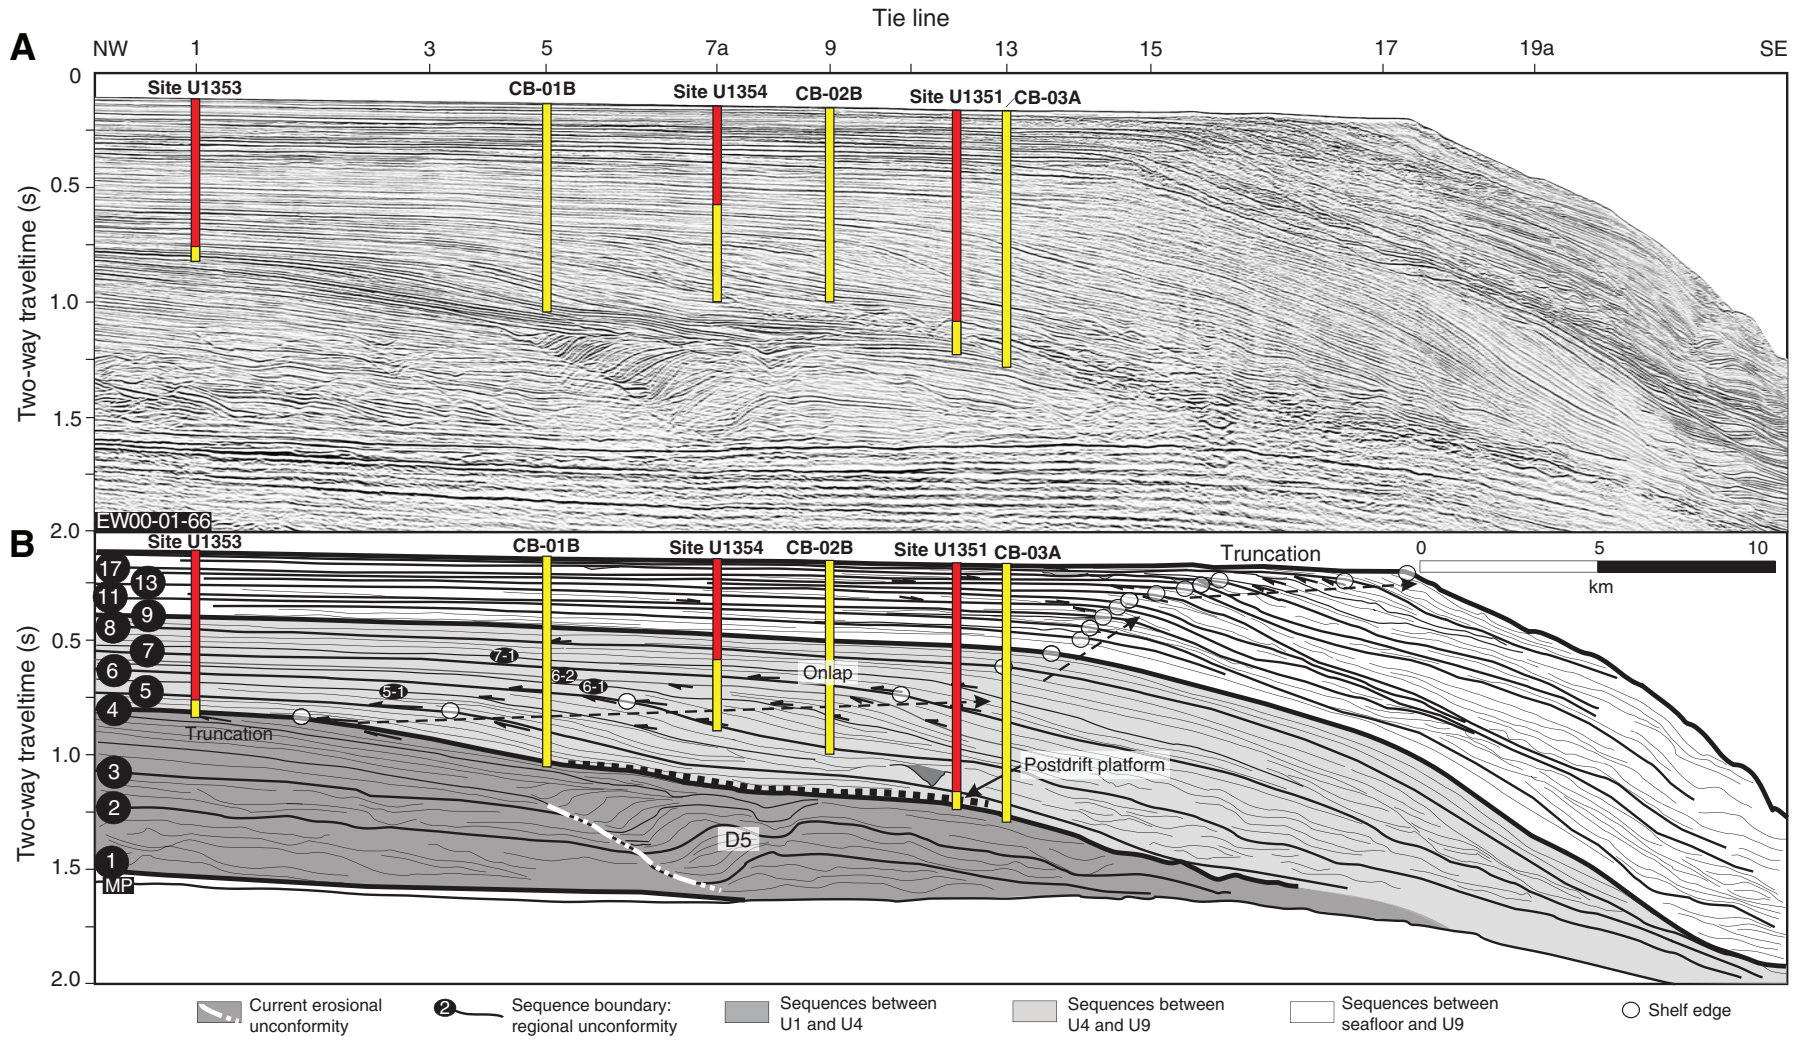 Tie line
A
NW 1 3 5 7a 9 13 15 17 19a SE
Site U1353 CB-01B Site U1354 CB-02B Site U1351 CB-03A
0
0.5
1.0
1.5
2.0
Two-way traveltime (s)
EW00-01-66
B
Site U1353 CB-01B Site U1354 CB-02B Site U1351 CB-03A
Truncation
0 5 10
km
17
13
11
9
8
7
6
5
4
3
2
1
MP
0.5
1.0
1.5
2.0
Two-way traveltime (s)
7-1
6-2
6-1
5-1
Onlap
Truncation
Postdrift platform
D5
Current erosional
unconformity
2
Sequence boundary:
regional unconformity
Sequences between
U1 and U4
Sequences between
U4 and U9
Sequences between
seafloor and U9
Shelf edge